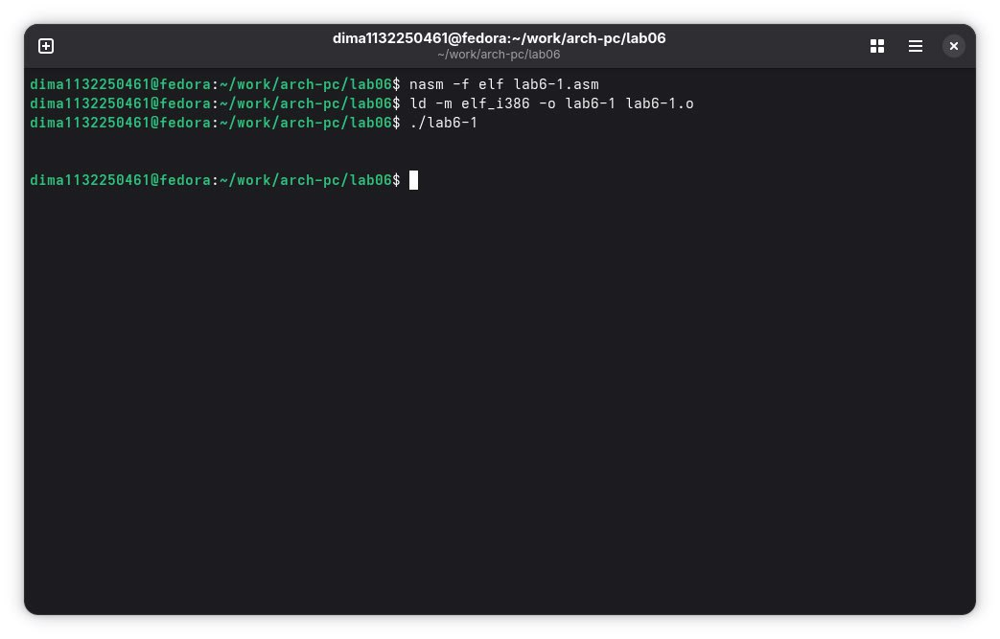 dima1132250461@fedora:~/work/arch-pc/lab06
~/work/arch-pc/lab06
dima1132250461@fedora:~/work/arch-pc/lab06$ nasm -f elf lab6-1.asm
dima1132250461@fedora:~/work/arch-pc/lab06$ ld -m elf_i386 -o lab6-1 lab6-1.o
dima1132250461@fedora:~/work/arch-pc/lab06$ ./lab6-1
dima1132250461@fedora:~/work/arch-pc/lab06$